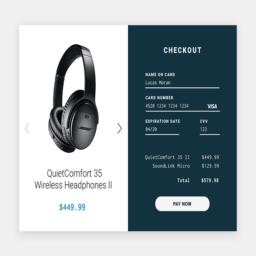 CHECKOUT
NAME ON CARD
Lucas Moran
CARD NUMBER
4520 1234 1234 1234 VISA
EXPIRATION DATE CVV
04/20 123
QuietComfort 35 II $449.99
SoundLink Micro $129.99
Total $579.98
PAY NOW
QuietComfort 35
Wireless Headphones II
$449.99